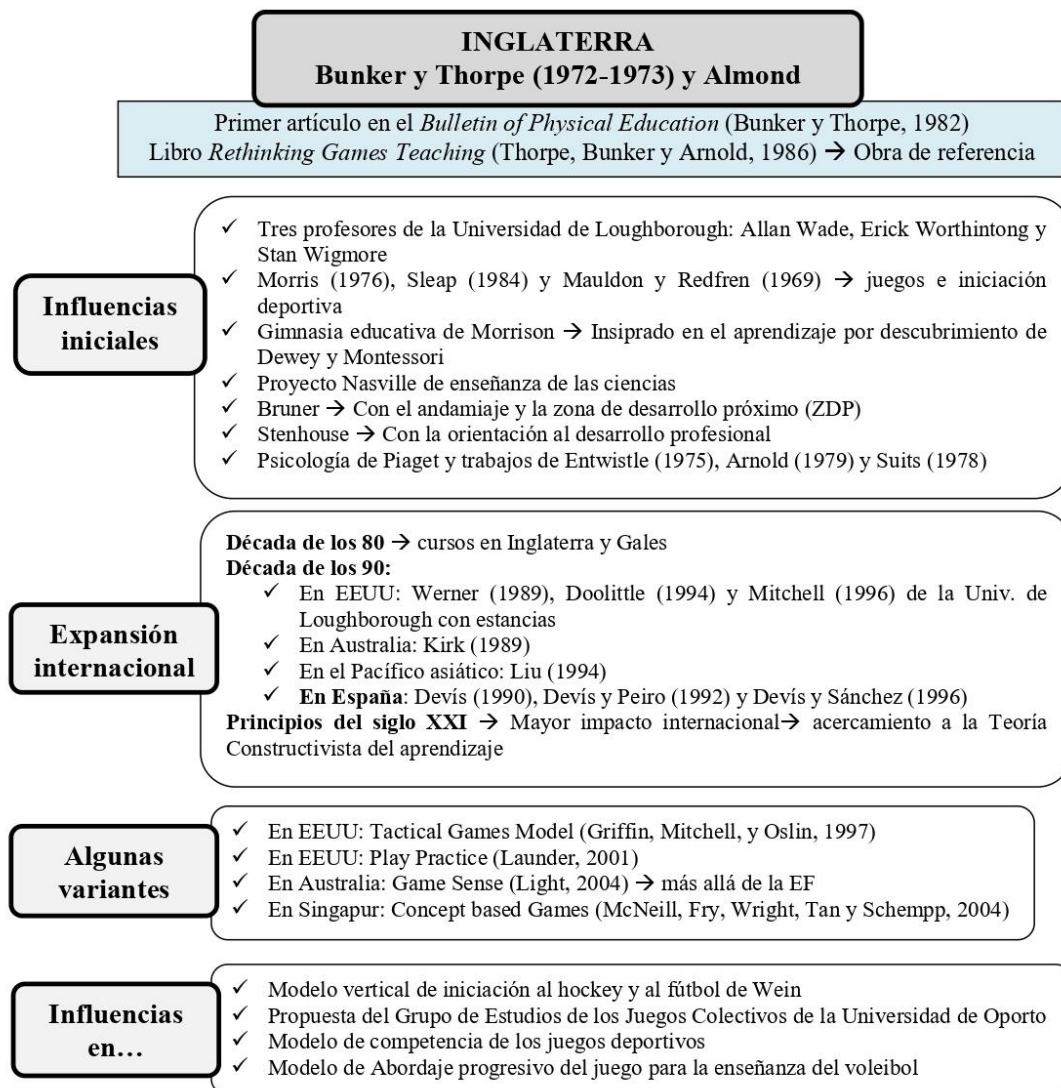 INGLATERRA
Bunker y Thorpe (1972-1973) y Almond
Primer artículo en el Bulletin of Physical Education (Bunker y Thorpe, 1982)
Libro Rethinking Games Teaching (Thorpe, Bunker y Arnold, 1986) → Obra de referencia
Influencias
iniciales
✓ Tres profesores de la Universidad de Loughborough: Allan Wade, Erick Worthintong y
Stan Wigmore
✓ Morris (1976), Sleap (1984) y Mauldon y Redfren (1969) → juegos e iniciación
deportiva
✓ Gimnasia educativa de Morrison → Insiprado en el aprendizaje por descubrimiento de
Dewey y Montessori
✓ Proyecto Nasville de enseñanza de las ciencias
✓ Bruner → Con el andamiaje y la zona de desarrollo próximo (ZDP)
✓ Stenhouse → Con la orientación al desarrollo profesional
✓ Psicología de Piaget y trabajos de Entwistle (1975), Arnold (1979) y Suits (1978)
Expansión
internacional
Década de los 80 → cursos en Inglaterra y Gales
Década de los 90:
✓ En EEUU: Werner (1989), Doolittle (1994) y Mitchell (1996) de la Univ. de
Loughborough con estancias
✓ En Australia: Kirk (1989)
✓ En el Pacífico asiático: Liu (1994)
✓ En España: Devís (1990), Devís y Peiro (1992) y Devís y Sánchez (1996)
Principios del siglo XXI → Mayor impacto internacional→ acercamiento a la Teoría
Constructivista del aprendizaje
Algunas
variantes
✓ En EEUU: Tactical Games Model (Griffin, Mitchell, y Oslin, 1997)
✓ En EEUU: Play Practice (Launder, 2001)
✓ En Australia: Game Sense (Light, 2004) → más allá de la EF
✓ En Singapur: Concept based Games (McNeill, Fry, Wright, Tan y Schempp, 2004)
Influencias
en…
✓ Modelo vertical de iniciación al hockey y al fútbol de Wein
✓ Propuesta del Grupo de Estudios de los Juegos Colectivos de la Universidad de Oporto
✓ Modelo de competencia de los juegos deportivos
✓ Modelo de Abordaje progresivo del juego para la enseñanza del voleibol